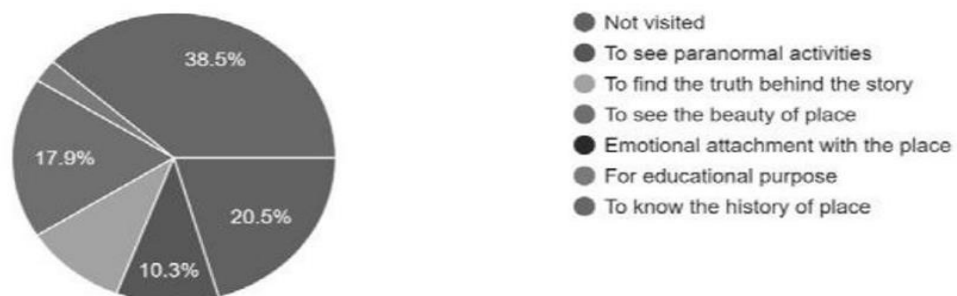 38.5%
17.9%
20.5%
10.3%
Not visited
To see paranormal activities
To find the truth behind the story
To see the beauty of place
Emotional attachment with the place
For educational purpose
To know the history of place